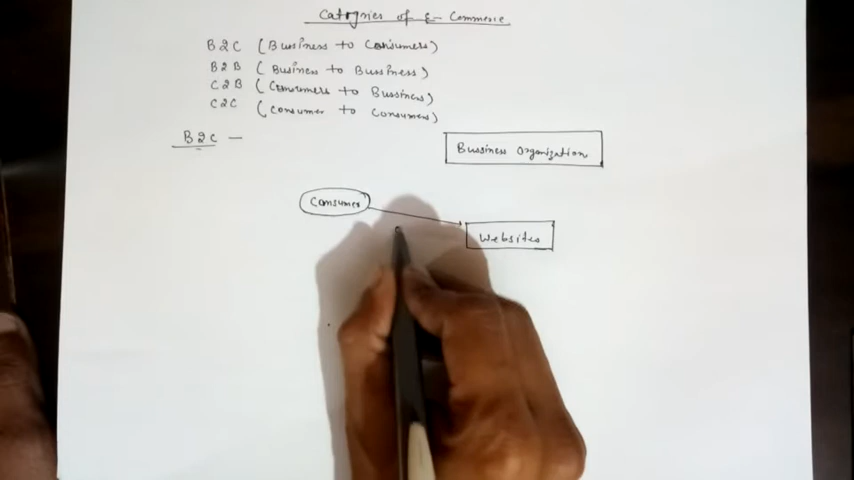 Catogries of E- Commerce
B2C (Bussiness to Consumers)
B2B (Business to Bussiness)
C2B (Consumers to Bussiness)
C2C (Consumer to Consumers)
B2C -
Bussiness Organization
Consumer
Websites